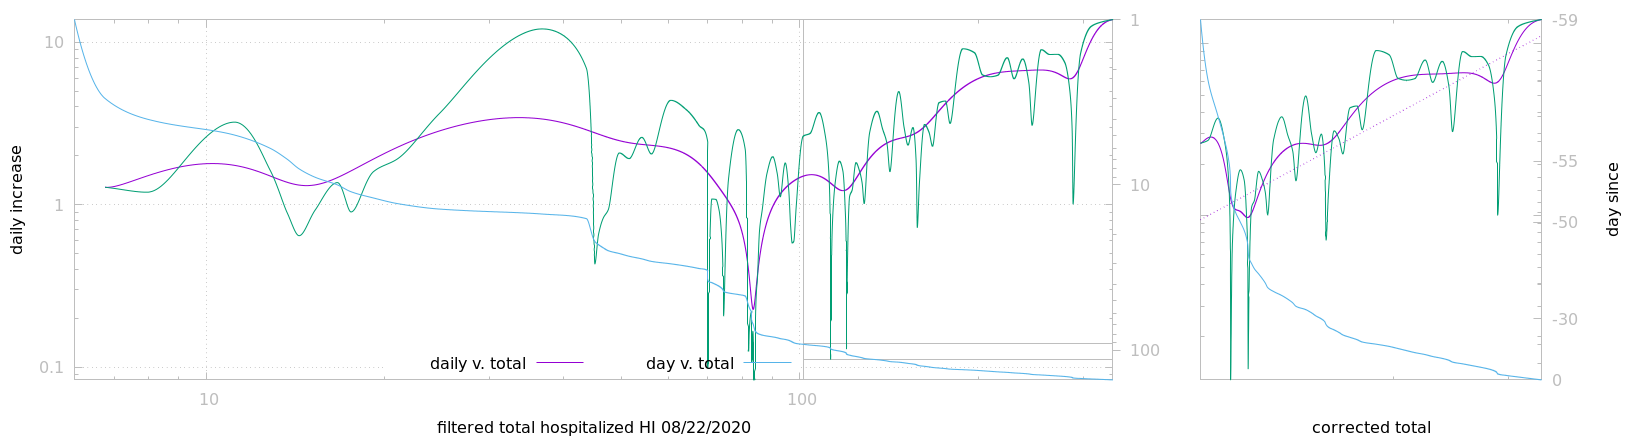 10
1
0.1
daily increase
10
100
filtered total hospitalized HI 08/22/2020
daily v. total
day v. total
1
10
100
-59
-55
-50
-30
0
day since
corrected total